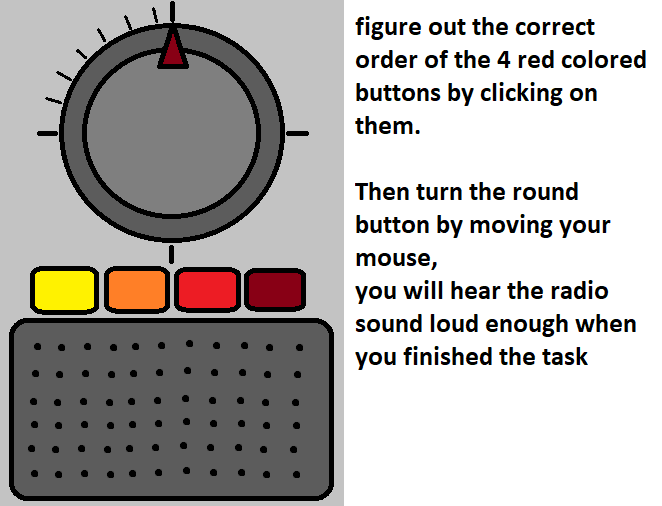 figure out the correct
order of the 4 red colored
buttons by clicking on
them.
Then turn the round
button by moving your
mouse,
you will hear the radio
sound loud enough when
you finished the task